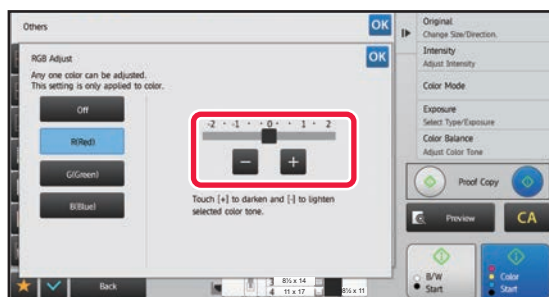 Others
OK
RGB Adjust
OK
Any one color can be adjusted.
This setting is only applied to color.
Off
R(Red)
G(Green)
B(Blue)
-2 · -1 · 0 · 1 · 2
−
+
Touch [+] to darken and [-] to lighten
selected color tone.
Original
Change Size/Direction.
Intensity
Adjust Intensity
Color Mode
Exposure
Select Type/Exposure
Color Balance
Adjust Color Tone
Proof Copy
Preview
CA
B/W
Start
Color
Start
Back
8½ x 14
4 11 x 17
8½ x 11